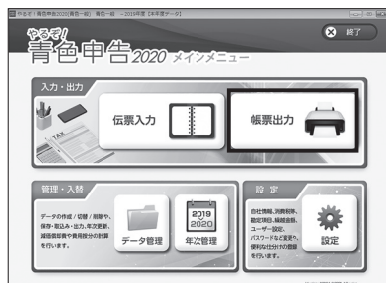 やるぞ！青色申告2020[青色一般] 青色一般 －2019年度【本年度データ】
やるぞ！
青色申告2020 メインメニュー
終了
入力・出力
TAX
伝票入力
帳票出力
管理・入替
データの作成／切替／削除や、
保存・取込み・出力、年次更新、
減価償却費や費用按分の計算
を行います。
データ管理
2019
2020
年次管理
設定
自社情報、消費税等、
勘定項目、繰越金額、
ユーザー設定、
パスワードなど変更や、
便利な仕分けの登録
を行います。
設定